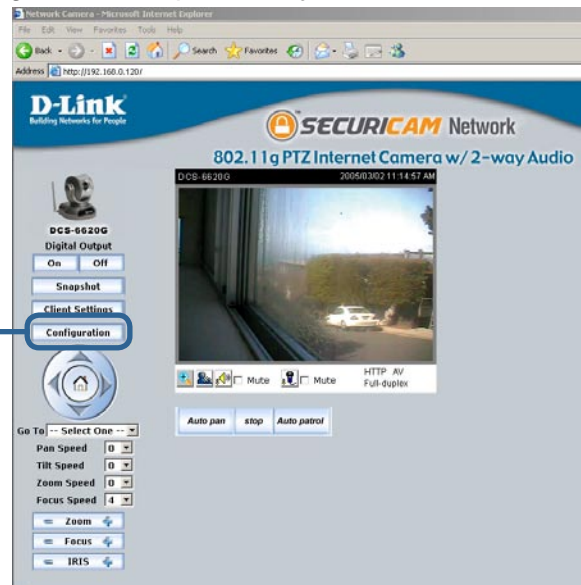 Network Camera - Microsoft Internet Explorer
File Edit View Favorites Tools Help
Back Search Favorites
Address http://192.168.0.120/
D-Link
Building Networks for People
SECURICAM Network
802.11g PTZ Internet Camera w/ 2-way Audio
DCS-6620G 2005/03/02 11:14:57 AM
DCS-6620G
Digital Output
On Off
Snapshot
Client Settings
Configuration
Mute Mute HTTP AV
Full-duplex
Auto pan stop Auto patrol
Go To -- Select One --
Pan Speed 0
Tilt Speed 0
Zoom Speed 0
Focus Speed 4
Zoom
Focus
IRIS